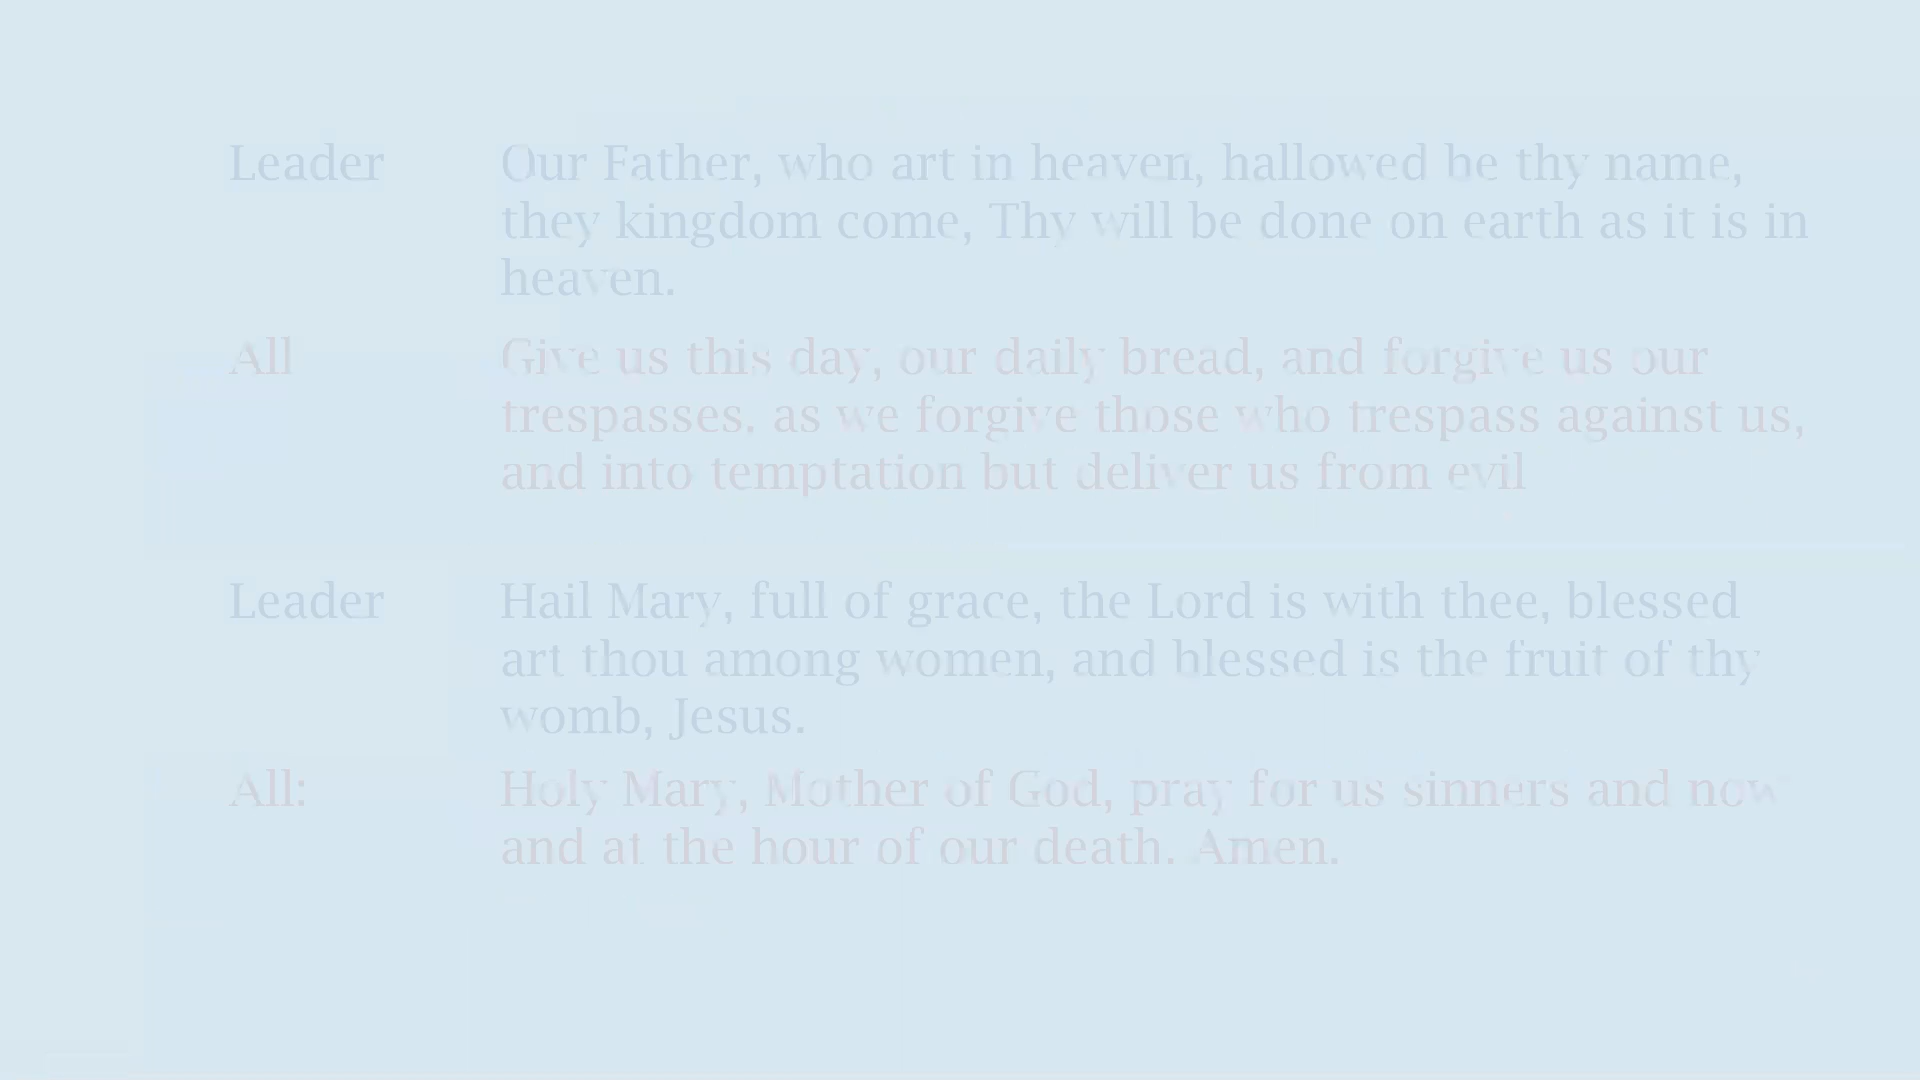 Leader Our Father, who art in heaven, hallowed be thy name,
they kingdom come, Thy will be done on earth as it is in
heaven.
All Give us this day, our daily bread, and forgive us our
trespasses. as we forgive those who trespass against us,
and into temptation but deliver us from evil
Leader Hail Mary, full of grace, the Lord is with thee, blessed
art thou among women, and blessed is the fruit of thy
womb, Jesus.
All: Holy Mary, Mother of God, pray for us sinners and now
and at the hour of our death. Amen.